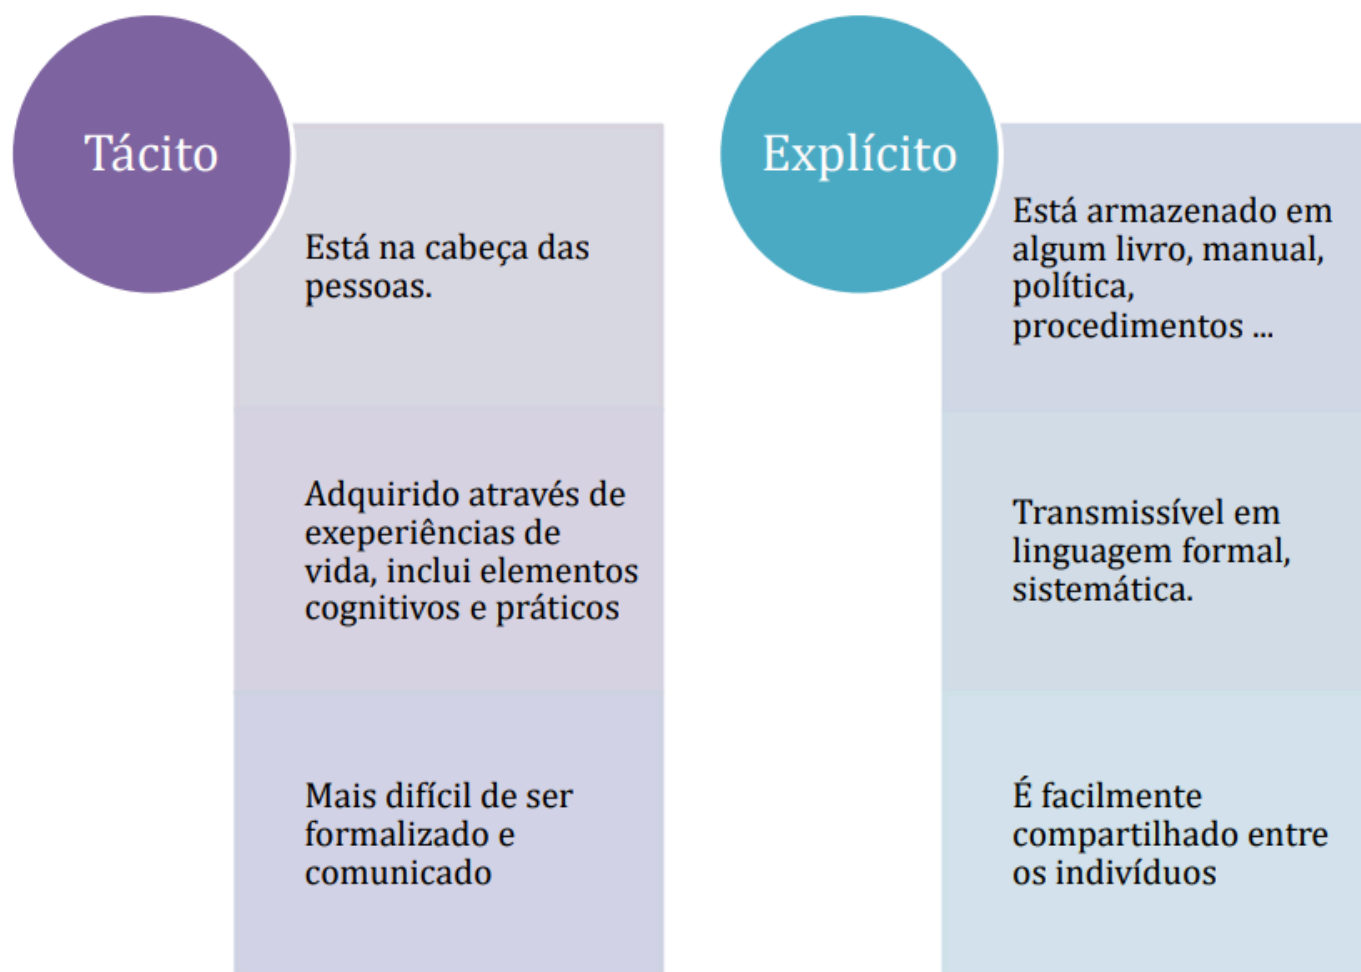 Tácito
Está na cabeça das
pessoas.
Adquirido através de
exeperiências de
vida, inclui elementos
cognitivos e práticos
Mais difícil de ser
formalizado e
comunicado
Explícito
Está armazenado em
algum livro, manual,
política,
procedimentos ...
Transmissível em
linguagem formal,
sistemática.
É facilmente
compartilhado entre
os indivíduos